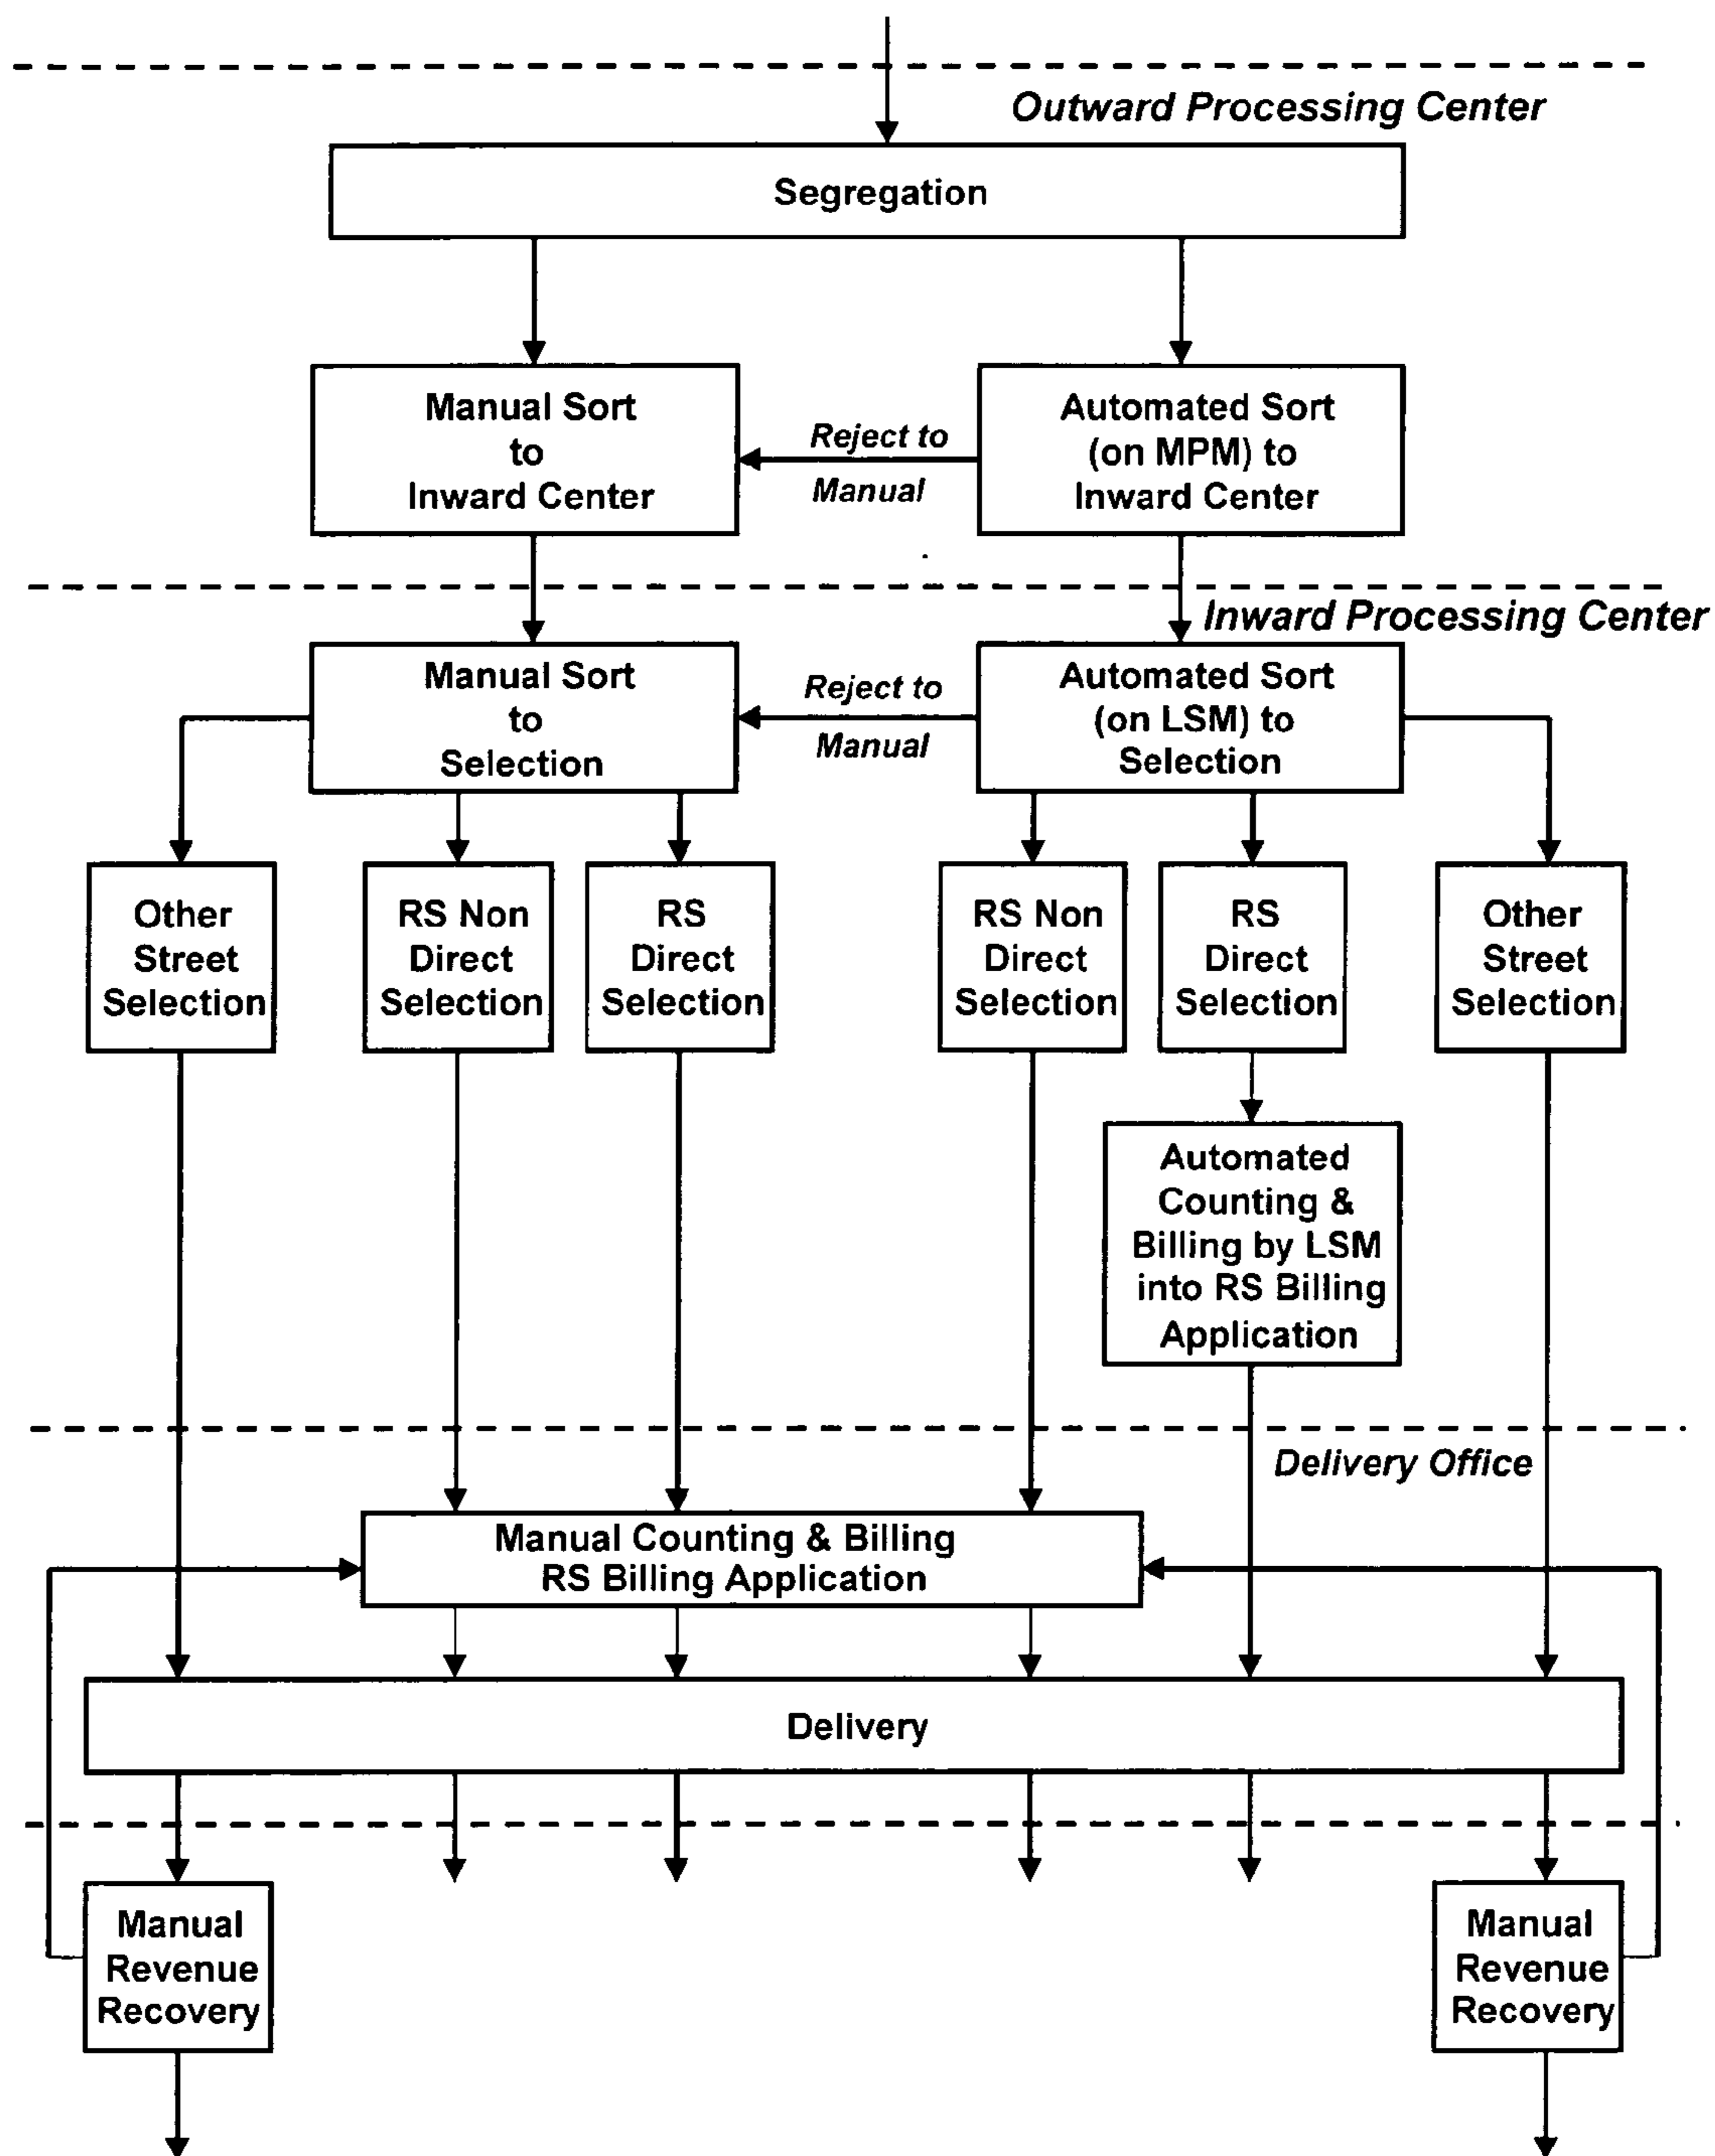 Outward Processing Center
Segregation
Manual Sort
to
Inward Center
Reject to
Manual
Automated Sort
(on MPM) to
Inward Center
Inward Processing Center
Manual Sort
to
Selection
Reject to
Manual
Automated Sort
(on LSM) to
Selection
Other
Street
Selection
RS Non
Direct
Selection
RS
Direct
Selection
RS Non
Direct
Selection
RS
Direct
Selection
Other
Street
Selection
Automated
Counting &
Billing by LSM
into RS Billing
Application
Delivery Office
Manual Counting & Billing
RS Billing Application
Delivery
Manual
Revenue
Recovery
Manual
Revenue
Recovery